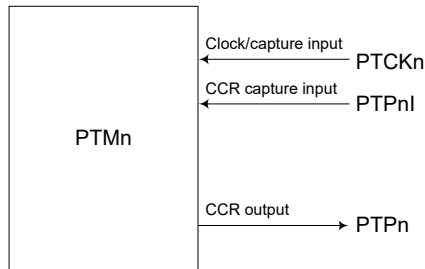 Clock/capture input
PTCKn
CCR capture input
PTPnI
PTMn
CCR output
PTPn